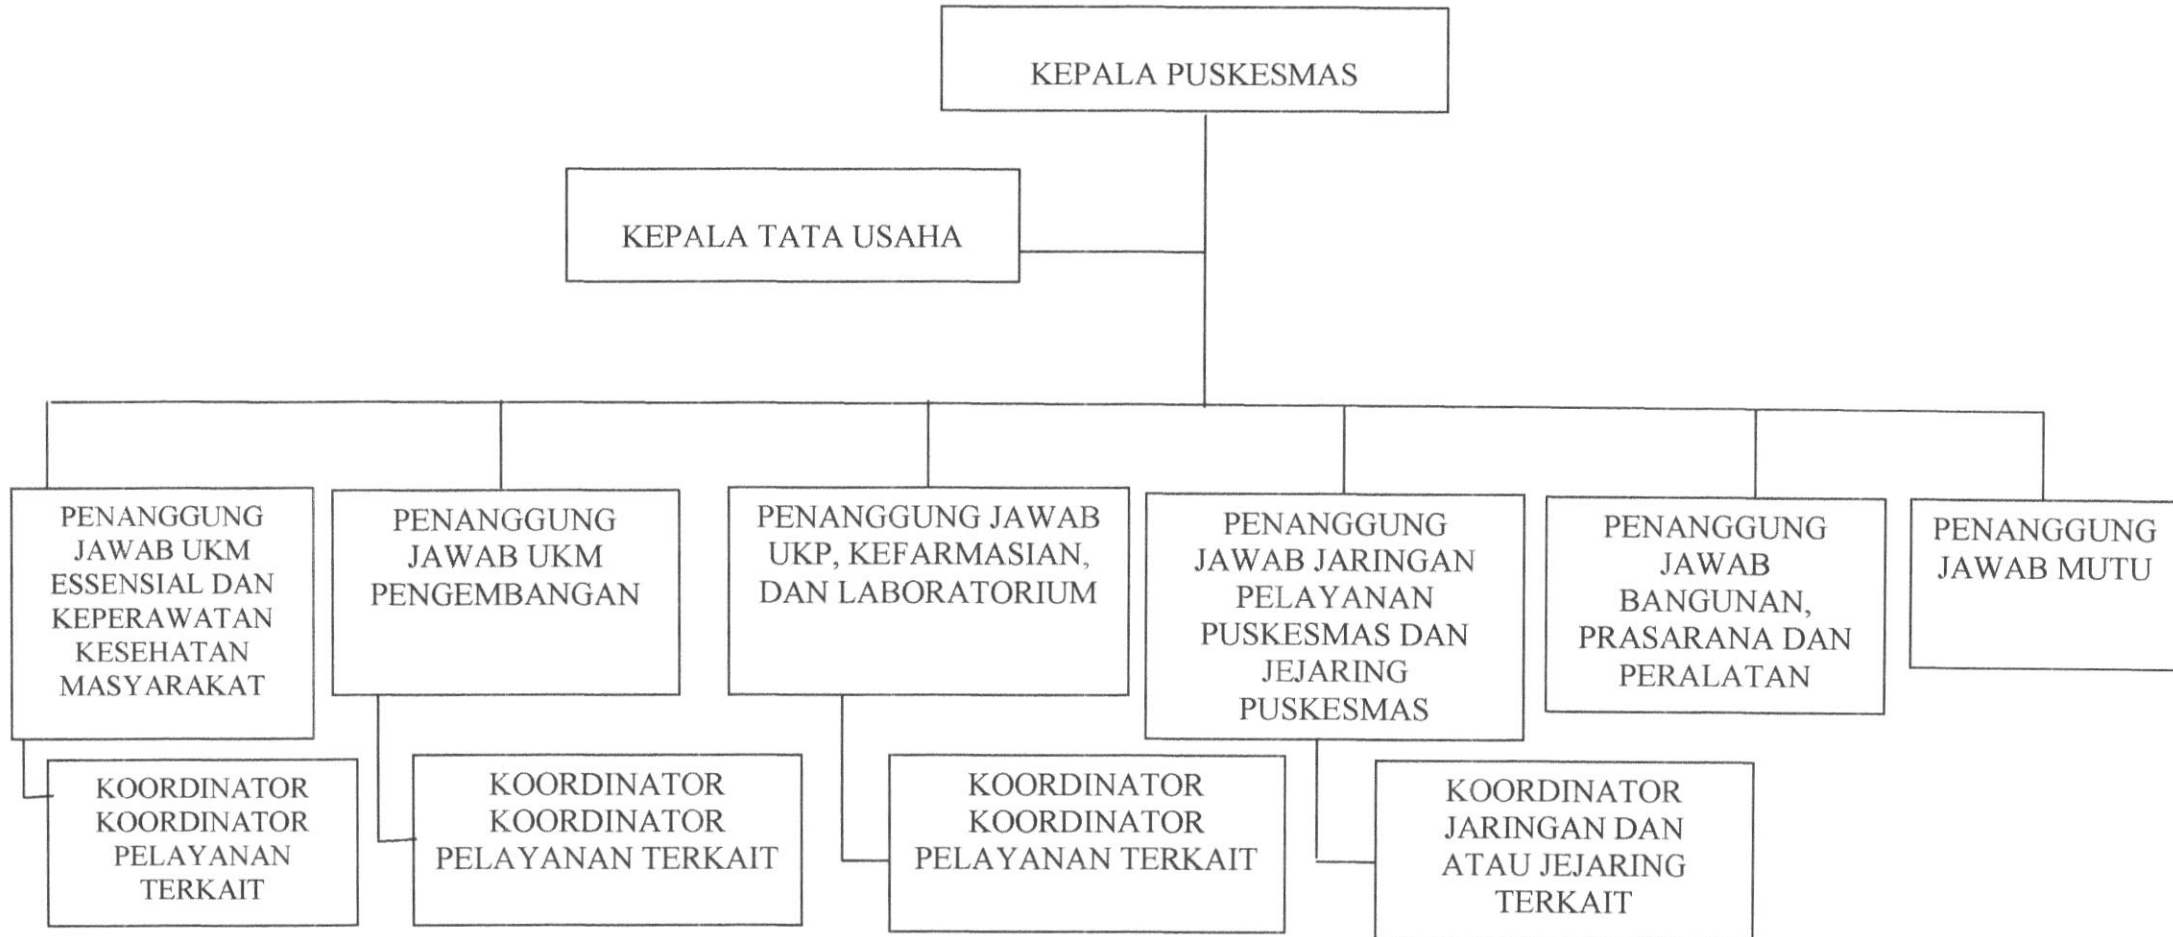 KEPALA PUSKESMAS
KEPALA TATA USAHA
PENANGGUNG
JAWAB UKM
ESSENSIAL DAN
KEPERAWATAN
KESEHATAN
MASYARAKAT
PENANGGUNG
JAWAB UKM
PENGEMBANGAN
PENANGGUNG JAWAB
UKP, KEFARMASIAN,
DAN LABORATORIUM
PENANGGUNG
JAWAB JARINGAN
PELAYANAN
PUSKESMAS DAN
JEJARING
PUSKESMAS
PENANGGUNG
JAWAB
BANGUNAN,
PRASARANA DAN
PERALATAN
PENANGGUNG
JAWAB MUTU
KOORDINATOR
KOORDINATOR
PELAYANAN
TERKAIT
KOORDINATOR
KOORDINATOR
PELAYANAN TERKAIT
KOORDINATOR
KOORDINATOR
PELAYANAN TERKAIT
KOORDINATOR
JARINGAN DAN
ATAU JEJARING
TERKAIT